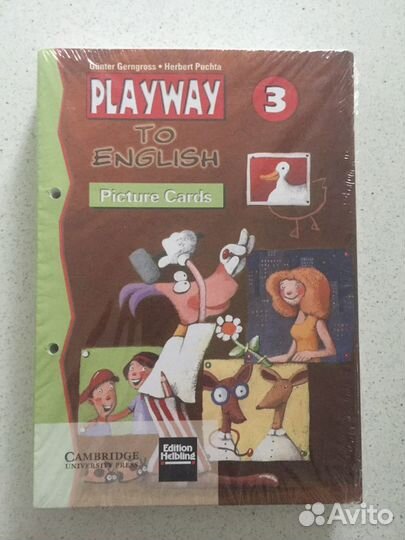 Günter Gerngross • Herbert Puchta
PLAYWAY
3
TO
ENGLISH
Picture Cards
CAMBRIDGE
UNIVERSITY PRESS
Edition
Helbling
Avito